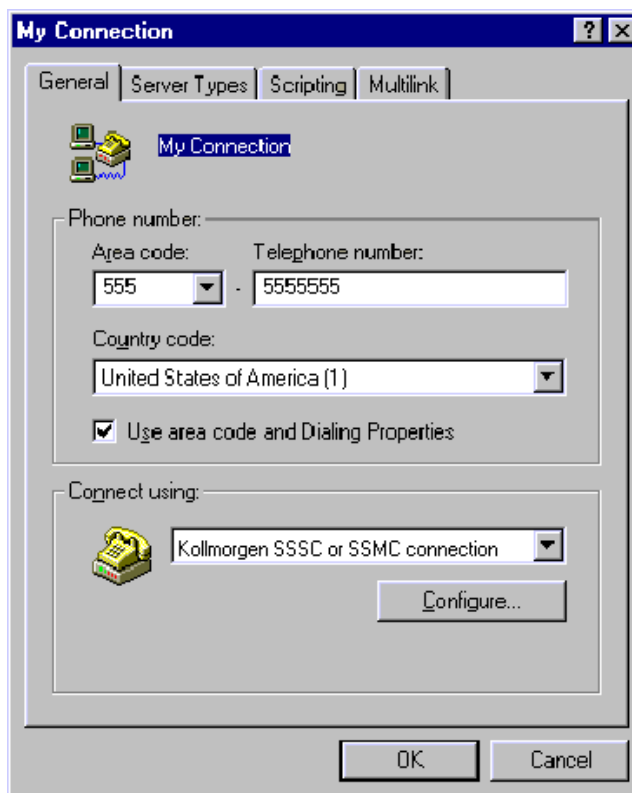 My Connection
General Server Types Scripting Multilink
My Connection
Phone number:
Area code: Telephone number:
555 - 5555555
Country code:
United States of America (1)
Use area code and Dialing Properties
Connect using:
Kollmorgen SSSC or SSMC connection
Configure...
OK Cancel